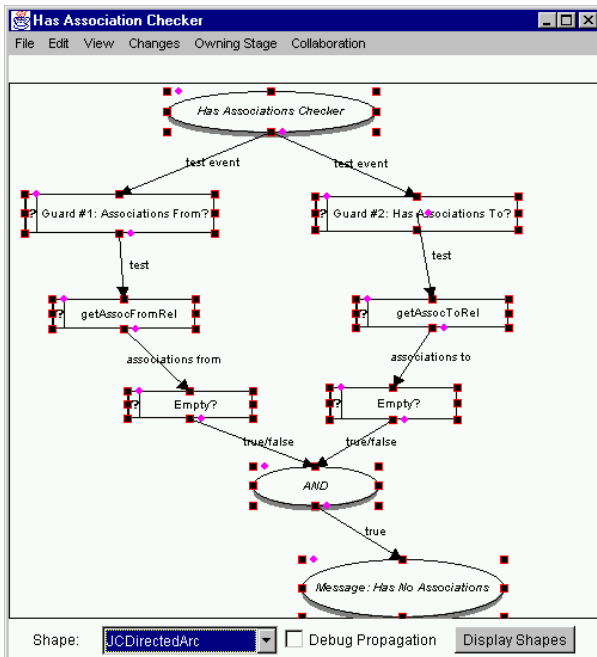 Has Association Checker
File Edit View Changes Owning Stage Collaboration
Has Associations Checker
test event test event
? Guard #1: Associations From? ? Guard #2: Has Associations To?
test test
? getAssocFromRel ? getAssocToRel
associations from associations to
? Empty? ? Empty?
true/false true/false
AND
true
Message: Has No Associations
Shape: JCDirectedArc Debug Propagation Display Shapes